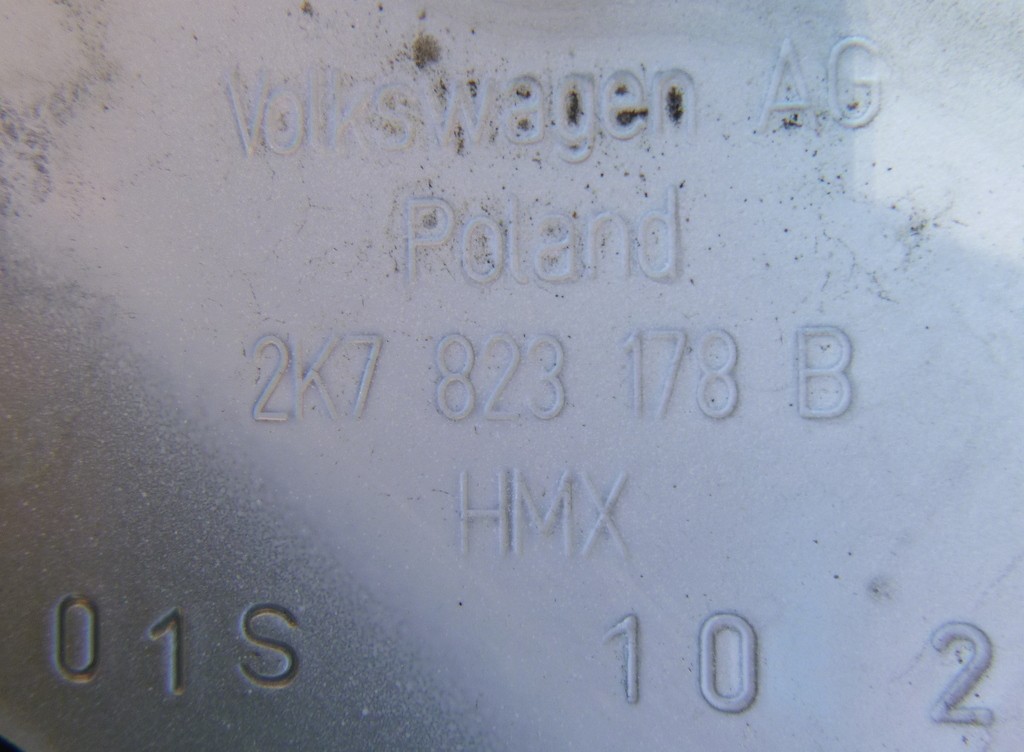 Volkswagen AG
Poland
2K7 823 178 B
HMX
01S 10 2